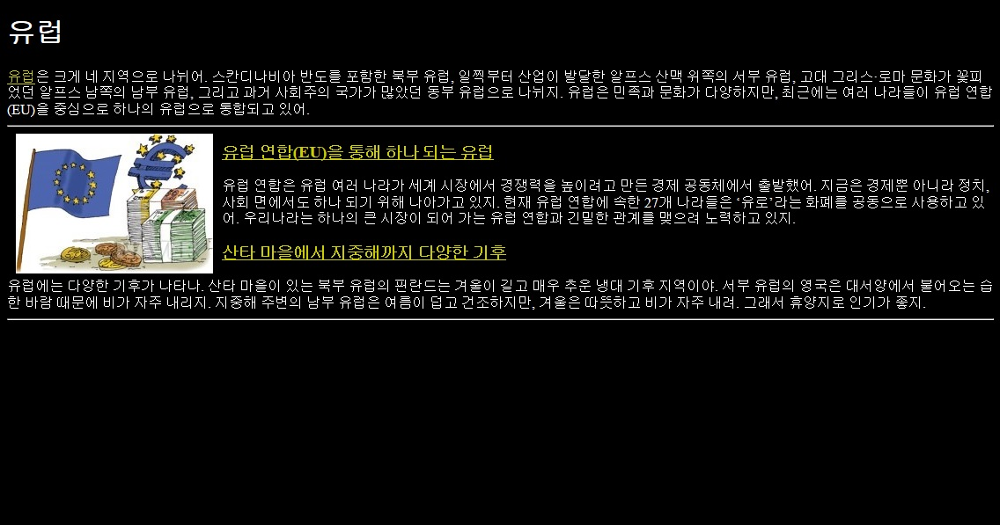 유럽
유럽은 크게 네 지역으로 나뉘어. 스칸디나비아 반도를 포함한 북부 유럽, 일찍부터 산업이 발달한 알프스 산맥 위쪽의 서부 유럽, 고대 그리스·로마 문화가 꽃피
었던 알프스 남쪽의 남부 유럽, 그리고 과거 사회주의 국가가 많았던 동부 유럽으로 나뉘지. 유럽은 민족과 문화가 다양하지만, 최근에는 여러 나라들이 유럽 연합
(EU)을 중심으로 하나의 유럽으로 통합되고 있어.
유럽 연합(EU)을 통해 하나 되는 유럽
유럽 연합은 유럽 여러 나라가 세계 시장에서 경쟁력을 높이려고 만든 경제 공동체에서 출발했어. 지금은 경제뿐 아니라 정치,
사회 면에서도 하나 되기 위해 나아가고 있지. 현재 유럽 연합에 속한 27개 나라들은 ‘유로’라는 화폐를 공동으로 사용하고 있
어. 우리나라는 하나의 큰 시장이 되어 가는 유럽 연합과 긴밀한 관계를 맺으려 노력하고 있지.
산타 마을에서 지중해까지 다양한 기후
유럽에는 다양한 기후가 나타나. 산타 마을이 있는 북부 유럽의 핀란드는 겨울이 길고 매우 추운 냉대 기후 지역이야. 서부 유럽의 영국은 대서양에서 불어오는 습
한 바람 때문에 비가 자주 내리지. 지중해 주변의 남부 유럽은 여름이 덥고 건조하지만, 겨울은 따뜻하고 비가 자주 내려. 그래서 휴양지로 인기가 좋지.